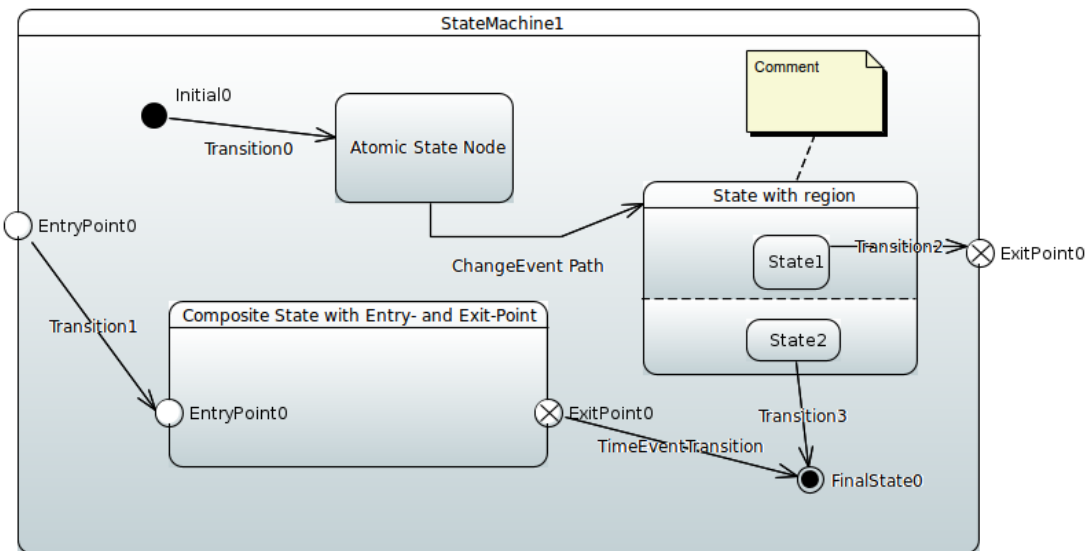 StateMachine1
Comment
Initial0
Transition0
Atomic State Node
State with region
EntryPoint0
Transition2
ExitPoint0
State1
ChangeEvent Path
Transition1
Composite State with Entry- and Exit-Point
State2
EntryPoint0
ExitPoint0
Transition3
TimeEventTransition
FinalState0